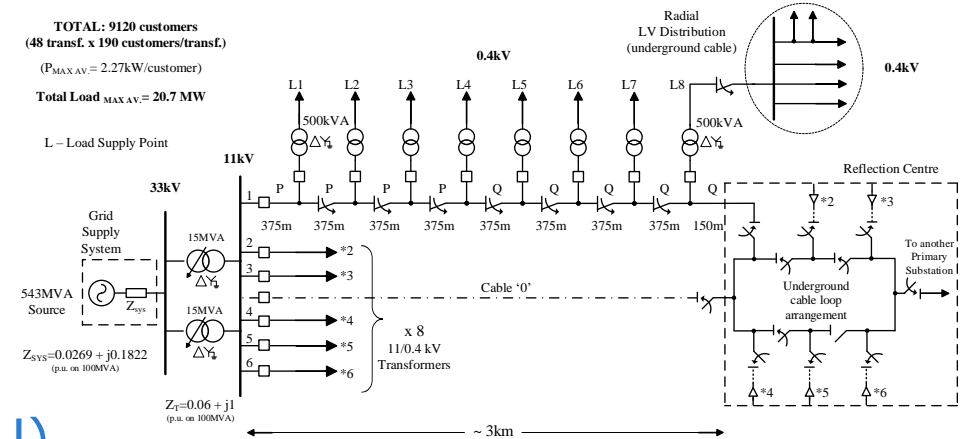 TOTAL: 9120 customers
(48 transf. x 190 customers/transf.)
(PMAX AV.= 2.27kW/customer)
Total Load MAX AV.= 20.7 MW
L – Load Supply Point
Radial
LV Distribution
(underground cable)
0.4kV
0.4kV
L1
L2
L3
L4
L5
L6
L7
L8
500kVA
500kVA
11kV
33kV
Reflection Centre
P
P
P
P
Q
Q
Q
Q
Q
1
375m
375m
375m
375m
375m
375m
375m
375m
150m
*2
*3
Grid
Supply
System
15MVA
2
*2
3
*3
To another
Primary
Substation
543MVA
Source
Zsys
Cable ‘0’
Underground
cable loop
arrangement
15MVA
4
*4
x 8
11/0.4 kV
Transformers
5
*5
6
*6
ZSYS=0.0269 + j0.1822
(p.u. on 100MVA)
*4
*5
*6
ZT=0.06 + j1
(p.u. on 100MVA)
~ 3km